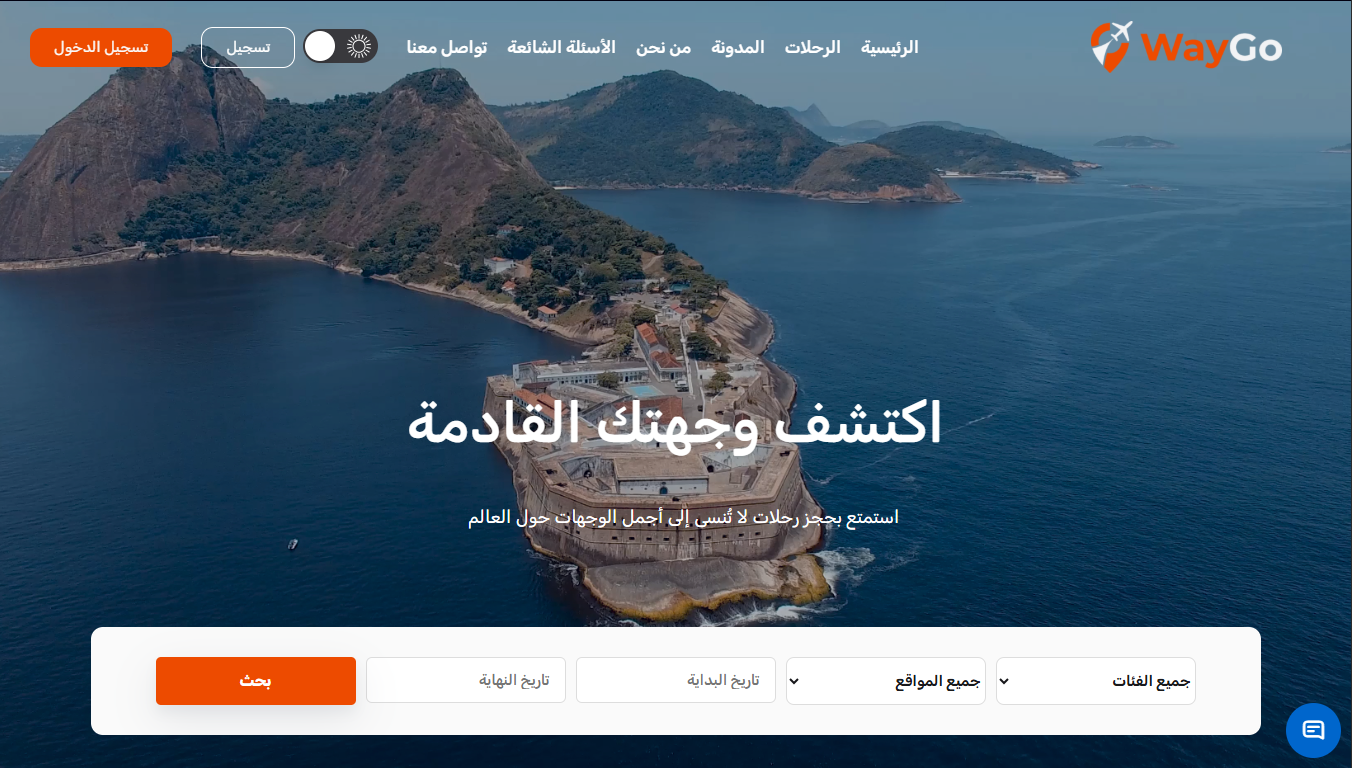 WayGo
الرئيسية
الرحلات
المدونة
من نحن
الأسئلة الشائعة
تواصل معنا
تسجيل
تسجيل الدخول
اكتشف وجهتك القادمة
استمتع بحجز رحلات لا تُنسى إلى أجمل الوجهات حول العالم
جميع الفئات
جميع المواقع
تاريخ البداية
تاريخ النهاية
بحث